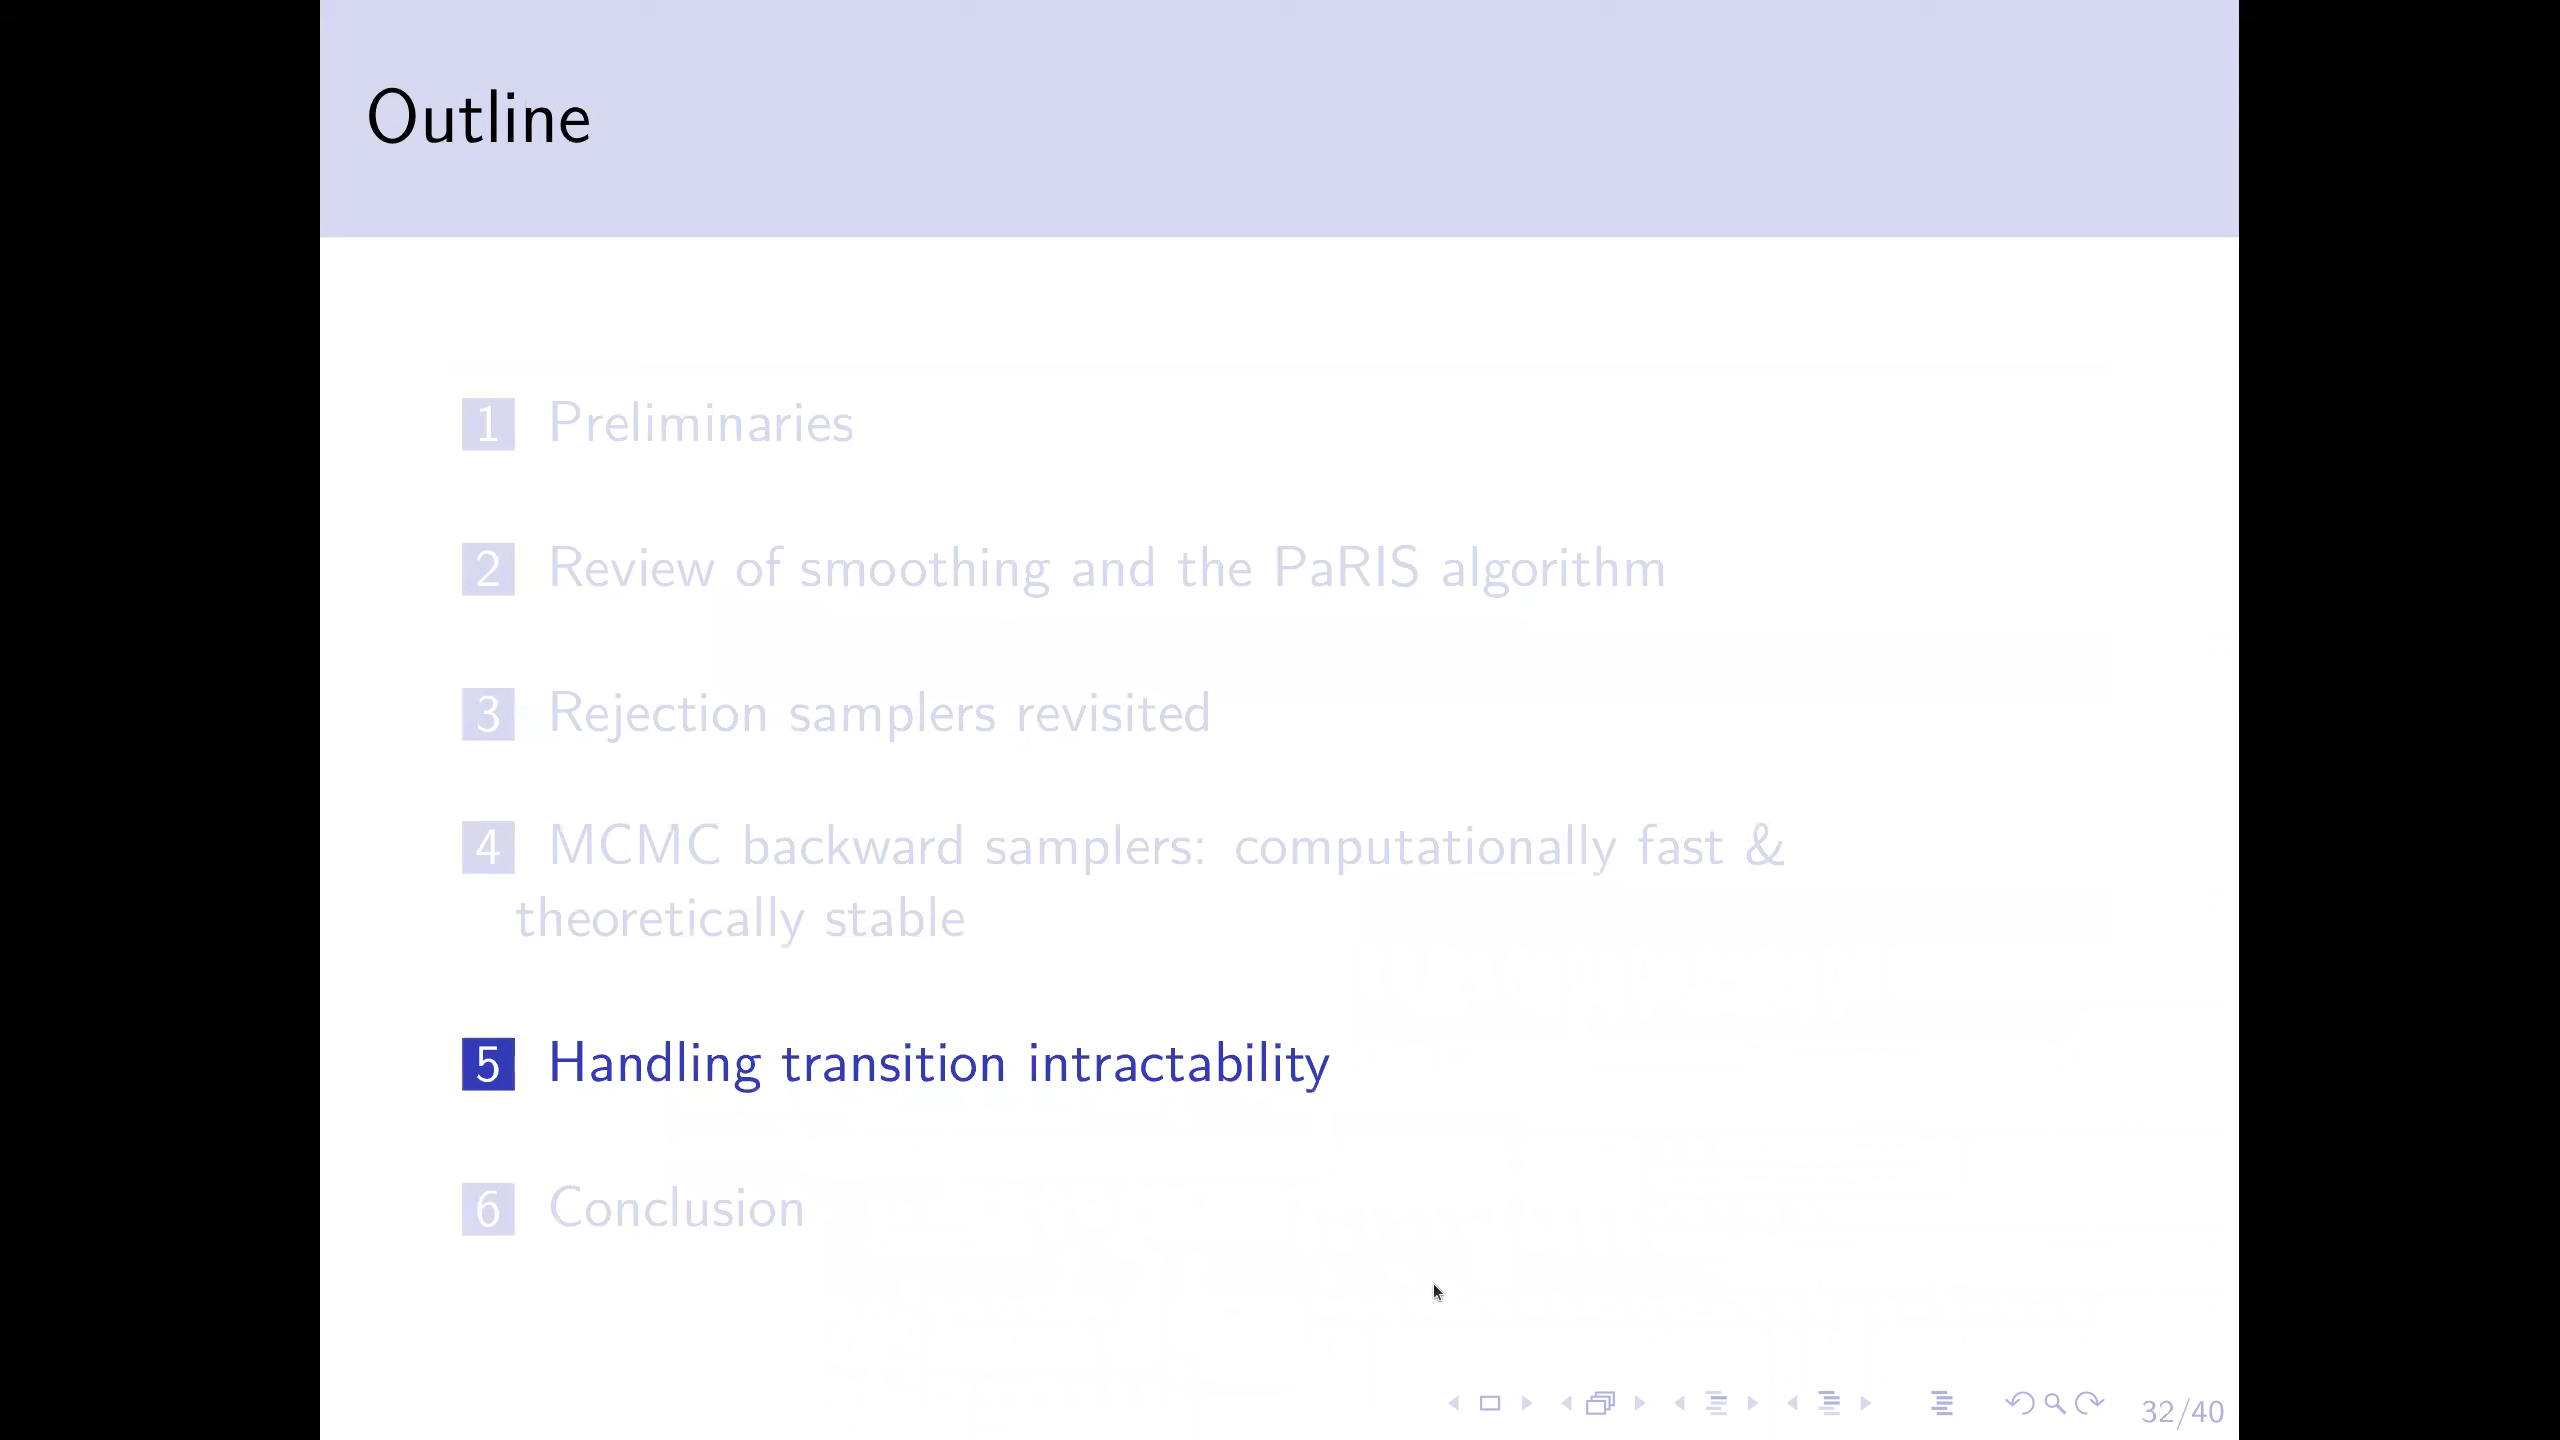 Outline
1 Preliminaries
2 Review of smoothing and the PaRIS algorithm
3 Rejection samplers revisited
4 MCMC backward samplers: computationally fast &
theoretically stable
5 Handling transition intractability
6 Conclusion
32/40